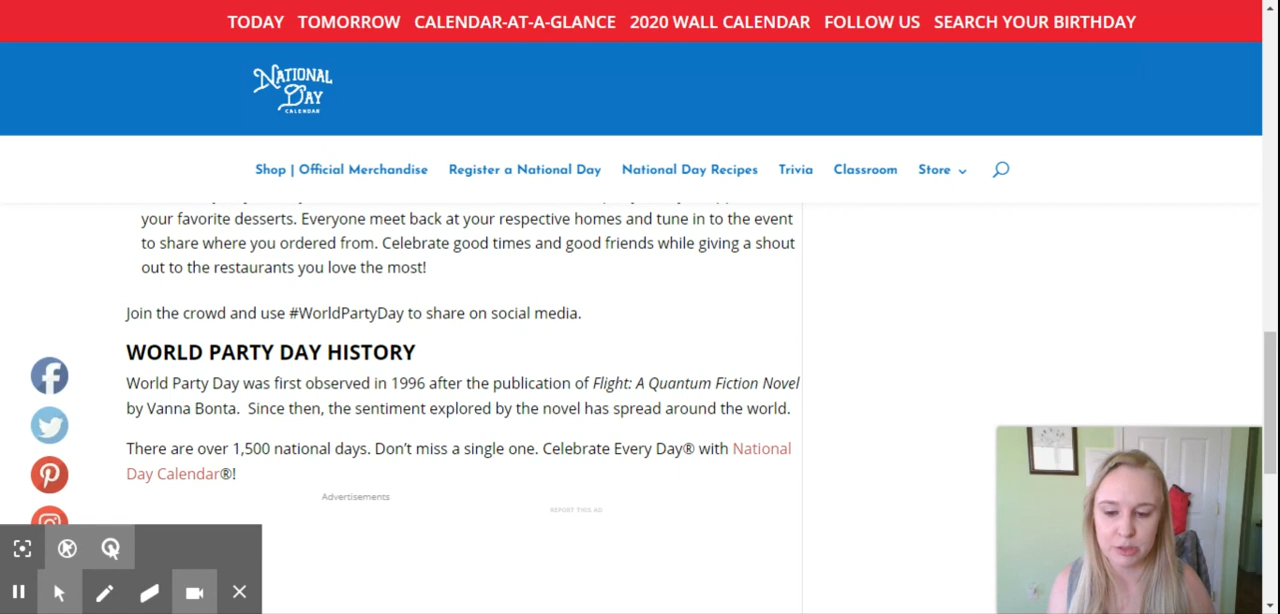 TODAY TOMORROW CALENDAR-AT-A-GLANCE 2020 WALL CALENDAR FOLLOW US SEARCH YOUR BIRTHDAY
NATIONAL
DAY
CALENDAR
Shop | Official Merchandise Register a National Day National Day Recipes Trivia Classroom Store
your favorite desserts. Everyone meet back at your respective homes and tune in to the event
to share where you ordered from. Celebrate good times and good friends while giving a shout
out to the restaurants you love the most!
Join the crowd and use #WorldPartyDay to share on social media.
WORLD PARTY DAY HISTORY
World Party Day was first observed in 1996 after the publication of Flight: A Quantum Fiction Novel
by Vanna Bonta. Since then, the sentiment explored by the novel has spread around the world.
There are over 1,500 national days. Don't miss a single one. Celebrate Every Day® with National
Day Calendar®!
Advertisements
REPORT THIS AD